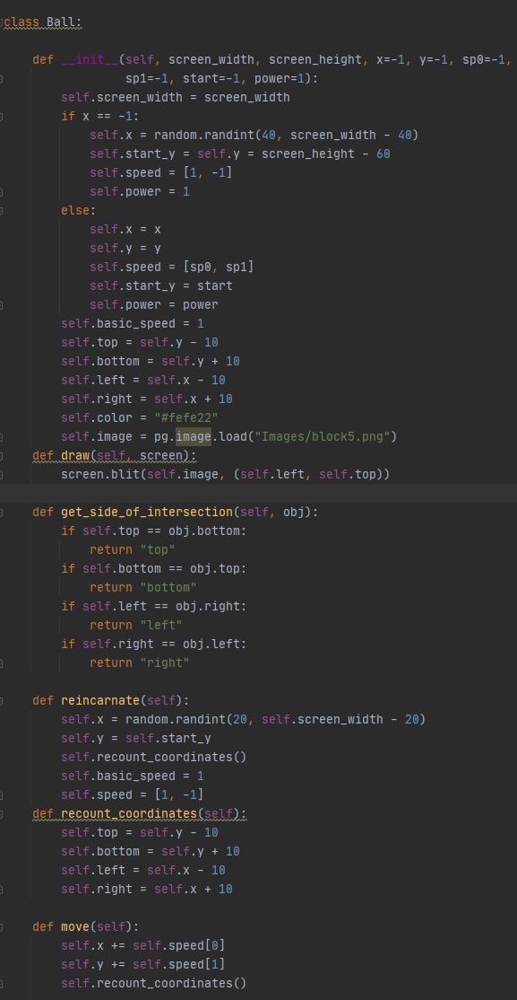 class Ball:
    def __init__(self, screen_width, screen_height, x=-1, y=-1, sp0=-1,
                 sp1=-1, start=-1, power=1):
        self.screen_width = screen_width
        if x == -1:
            self.x = random.randint(40, screen_width - 40)
            self.start_y = self.y = screen_height - 60
            self.speed = [1, -1]
            self.power = 1
        else:
            self.x = x
            self.y = y
            self.speed = [sp0, sp1]
            self.start_y = start
            self.power = power
        self.basic_speed = 1
        self.top = self.y - 10
        self.bottom = self.y + 10
        self.left = self.x - 10
        self.right = self.x + 10
        self.color = "#fefe22"
        self.image = pg.image.load("Images/block5.png")
    def draw(self, screen):
        screen.blit(self.image, (self.left, self.top))
    def get_side_of_intersection(self, obj):
        if self.top == obj.bottom:
            return "top"
        if self.bottom == obj.top:
            return "bottom"
        if self.left == obj.right:
            return "left"
        if self.right == obj.left:
            return "right"
    def reincarnate(self):
        self.x = random.randint(20, self.screen_width - 20)
        self.y = self.start_y
        self.recount_coordinates()
        self.basic_speed = 1
        self.speed = [1, -1]
    def recount_coordinates(self):
        self.top = self.y - 10
        self.bottom = self.y + 10
        self.left = self.x - 10
        self.right = self.x + 10
    def move(self):
        self.x += self.speed[0]
        self.y += self.speed[1]
        self.recount_coordinates()